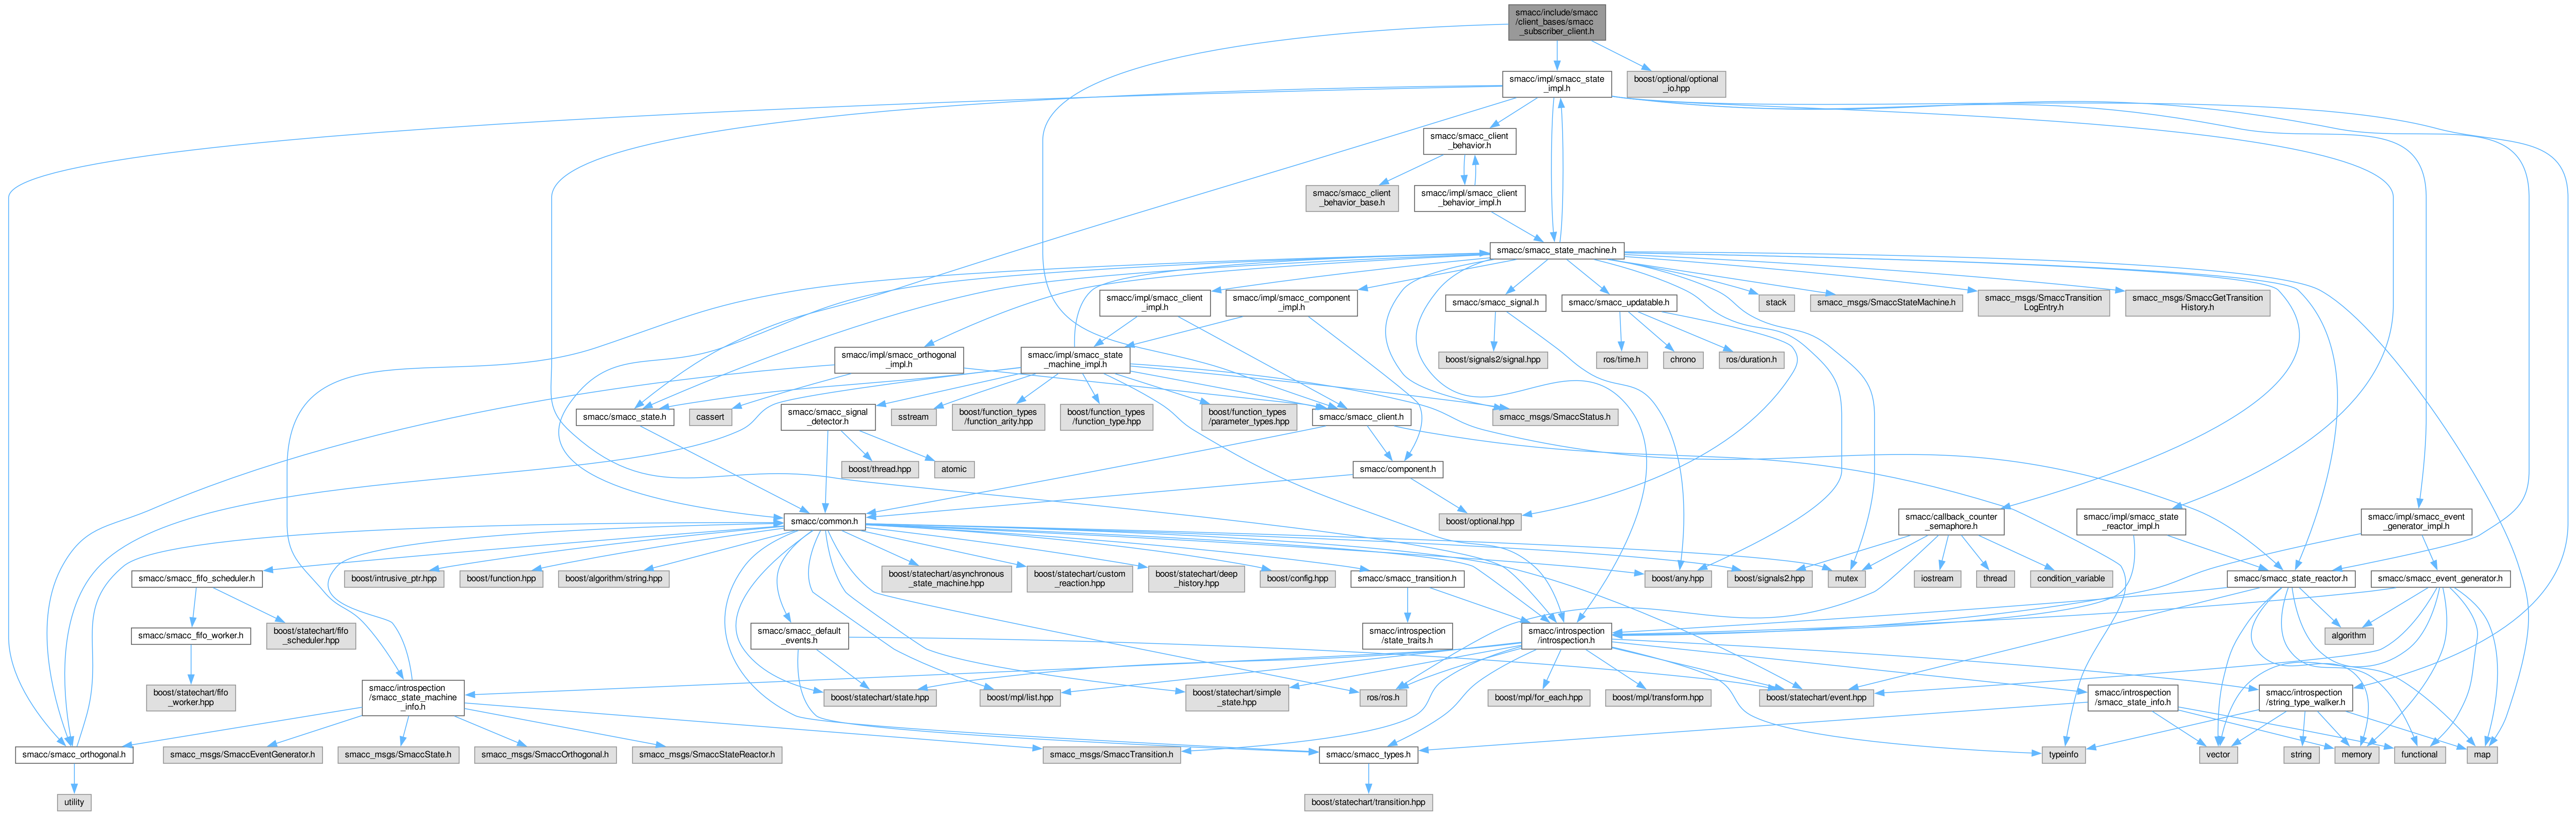 smacc/include/smacc
/client_bases/smacc
_subscriber_client.h
smacc/impl/smacc_state
_impl.h
boost/optional/optional
_io.hpp
smacc/smacc_client
_behavior.h
smacc/smacc_client
_behavior_base.h
smacc/impl/smacc_client
_behavior_impl.h
smacc/smacc_state_machine.h
smacc/impl/smacc_client
_impl.h
smacc/impl/smacc_component
_impl.h
smacc/smacc_signal.h
smacc/smacc_updatable.h
stack
smacc_msgs/SmaccStateMachine.h
smacc_msgs/SmaccTransition
LogEntry.h
smacc_msgs/SmaccGetTransition
History.h
smacc/impl/smacc_orthogonal
_impl.h
smacc/impl/smacc_state
_machine_impl.h
boost/signals2/signal.hpp
ros/time.h
chrono
ros/duration.h
smacc/smacc_state.h
cassert
smacc/smacc_signal
_detector.h
sstream
boost/function_types
/function_arity.hpp
boost/function_types
/function_type.hpp
boost/function_types
/parameter_types.hpp
smacc/smacc_client.h
smacc_msgs/SmaccStatus.h
boost/thread.hpp
atomic
smacc/component.h
smacc/common.h
boost/optional.hpp
smacc/callback_counter
_semaphore.h
smacc/impl/smacc_state
_reactor_impl.h
smacc/impl/smacc_event
_generator_impl.h
smacc/smacc_fifo_scheduler.h
boost/intrusive_ptr.hpp
boost/function.hpp
boost/algorithm/string.hpp
boost/statechart/asynchronous
_state_machine.hpp
boost/statechart/custom
_reaction.hpp
boost/statechart/deep
_history.hpp
boost/config.hpp
smacc/smacc_transition.h
boost/any.hpp
boost/signals2.hpp
mutex
iostream
thread
condition_variable
smacc/smacc_state_reactor.h
smacc/smacc_event_generator.h
smacc/smacc_fifo_worker.h
boost/statechart/fifo
_scheduler.hpp
smacc/smacc_default
_events.h
smacc/introspection
/state_traits.h
smacc/introspection
/introspection.h
algorithm
boost/statechart/fifo
_worker.hpp
smacc/introspection
/smacc_state_machine
_info.h
boost/statechart/state.hpp
boost/mpl/list.hpp
boost/statechart/simple
_state.hpp
ros/ros.h
boost/mpl/for_each.hpp
boost/mpl/transform.hpp
boost/statechart/event.hpp
smacc/introspection
/smacc_state_info.h
smacc/introspection
/string_type_walker.h
smacc/smacc_orthogonal.h
smacc_msgs/SmaccEventGenerator.h
smacc_msgs/SmaccState.h
smacc_msgs/SmaccOrthogonal.h
smacc_msgs/SmaccStateReactor.h
smacc_msgs/SmaccTransition.h
smacc/smacc_types.h
typeinfo
vector
string
memory
functional
map
utility
boost/statechart/transition.hpp